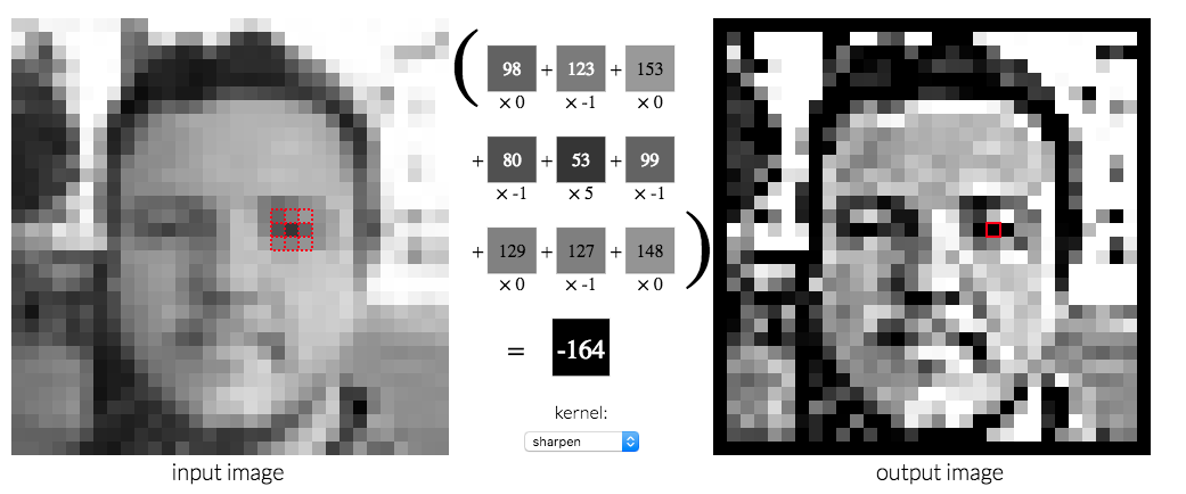 ( 98 + 123 + 153
× 0 × -1 × 0
+ 80 + 53 + 99
× -1 × 5 × -1
+ 129 + 127 + 148 )
× 0 × -1 × 0
= -164
kernel:
sharpen
input image
output image